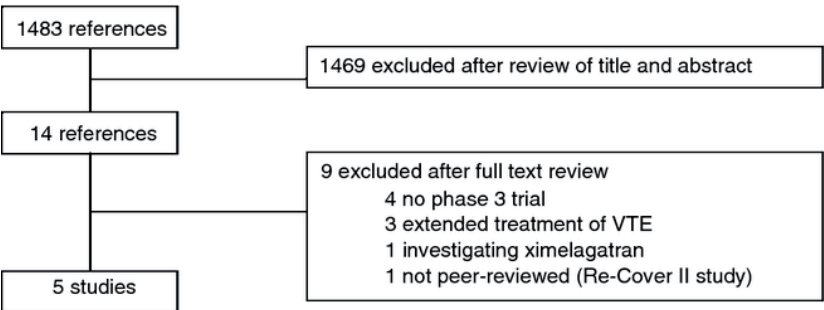 1483 references
1469 excluded after review of title and abstract
14 references
9 excluded after full text review
4 no phase 3 trial
3 extended treatment of VTE
1 investigating ximelagatran
1 not peer-reviewed (Re-Cover II study)
5 studies